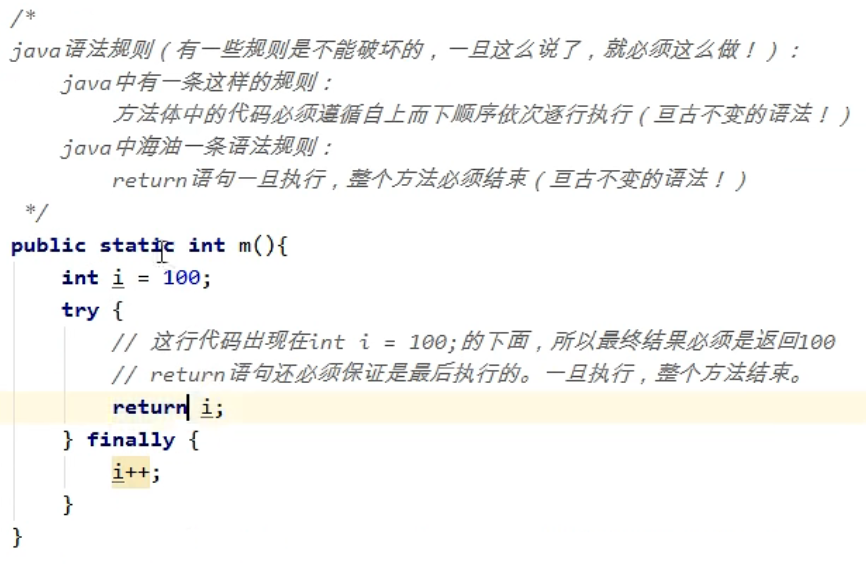 /*
java语法规则（有一些规则是不能破坏的，一旦这么说了，就必须这么做！）：
    java中有一条这样的规则：
        方法体中的代码必须遵循自上而下顺序依次逐行执行（亘古不变的语法！）
    java中海油一条语法规则：
        return语句一旦执行，整个方法必须结束（亘古不变的语法！）
 */
public static int m(){
    int i = 100;
    try {
        // 这行代码出现在int i = 100;的下面，所以最终结果必须是返回100
        // return语句还必须保证是最后执行的。一旦执行，整个方法结束。
        return i;
    } finally {
        i++;
    }
}